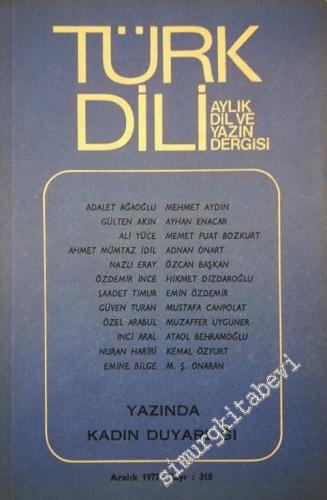 TÜRK
DİLİ
AYLIK
DİL VE
YAZIN
DERGİSİ
ADALET AĞAOĞLU MEHMET AYDIN
GÜLTEN AKIN AYHAN ENACAR
ALİ YÜCE MEMET FUAT BOZKURT
AHMET MÜMTAZ İDİL ADNAN ONART
NAZLI ERAY ÖZCAN BAŞKAN
ÖZDEMİR İNCE HİKMET DİZDAROĞLU
SAADET TİMUR EMİN ÖZDEMİR
GÜVEN TURAN MUSTAFA CANPOLAT
ÖZEL ARABUL MUZAFFER UYGUNER
İNCİ ARAL ATAOL BEHRAMOĞLU
NURAN HARİRİ KEMAL ÖZYURT
EMİNE BİLGE M. Ş. ONARAN
YAZINDA
KADIN
Aralık : 315
simurgkitabevi